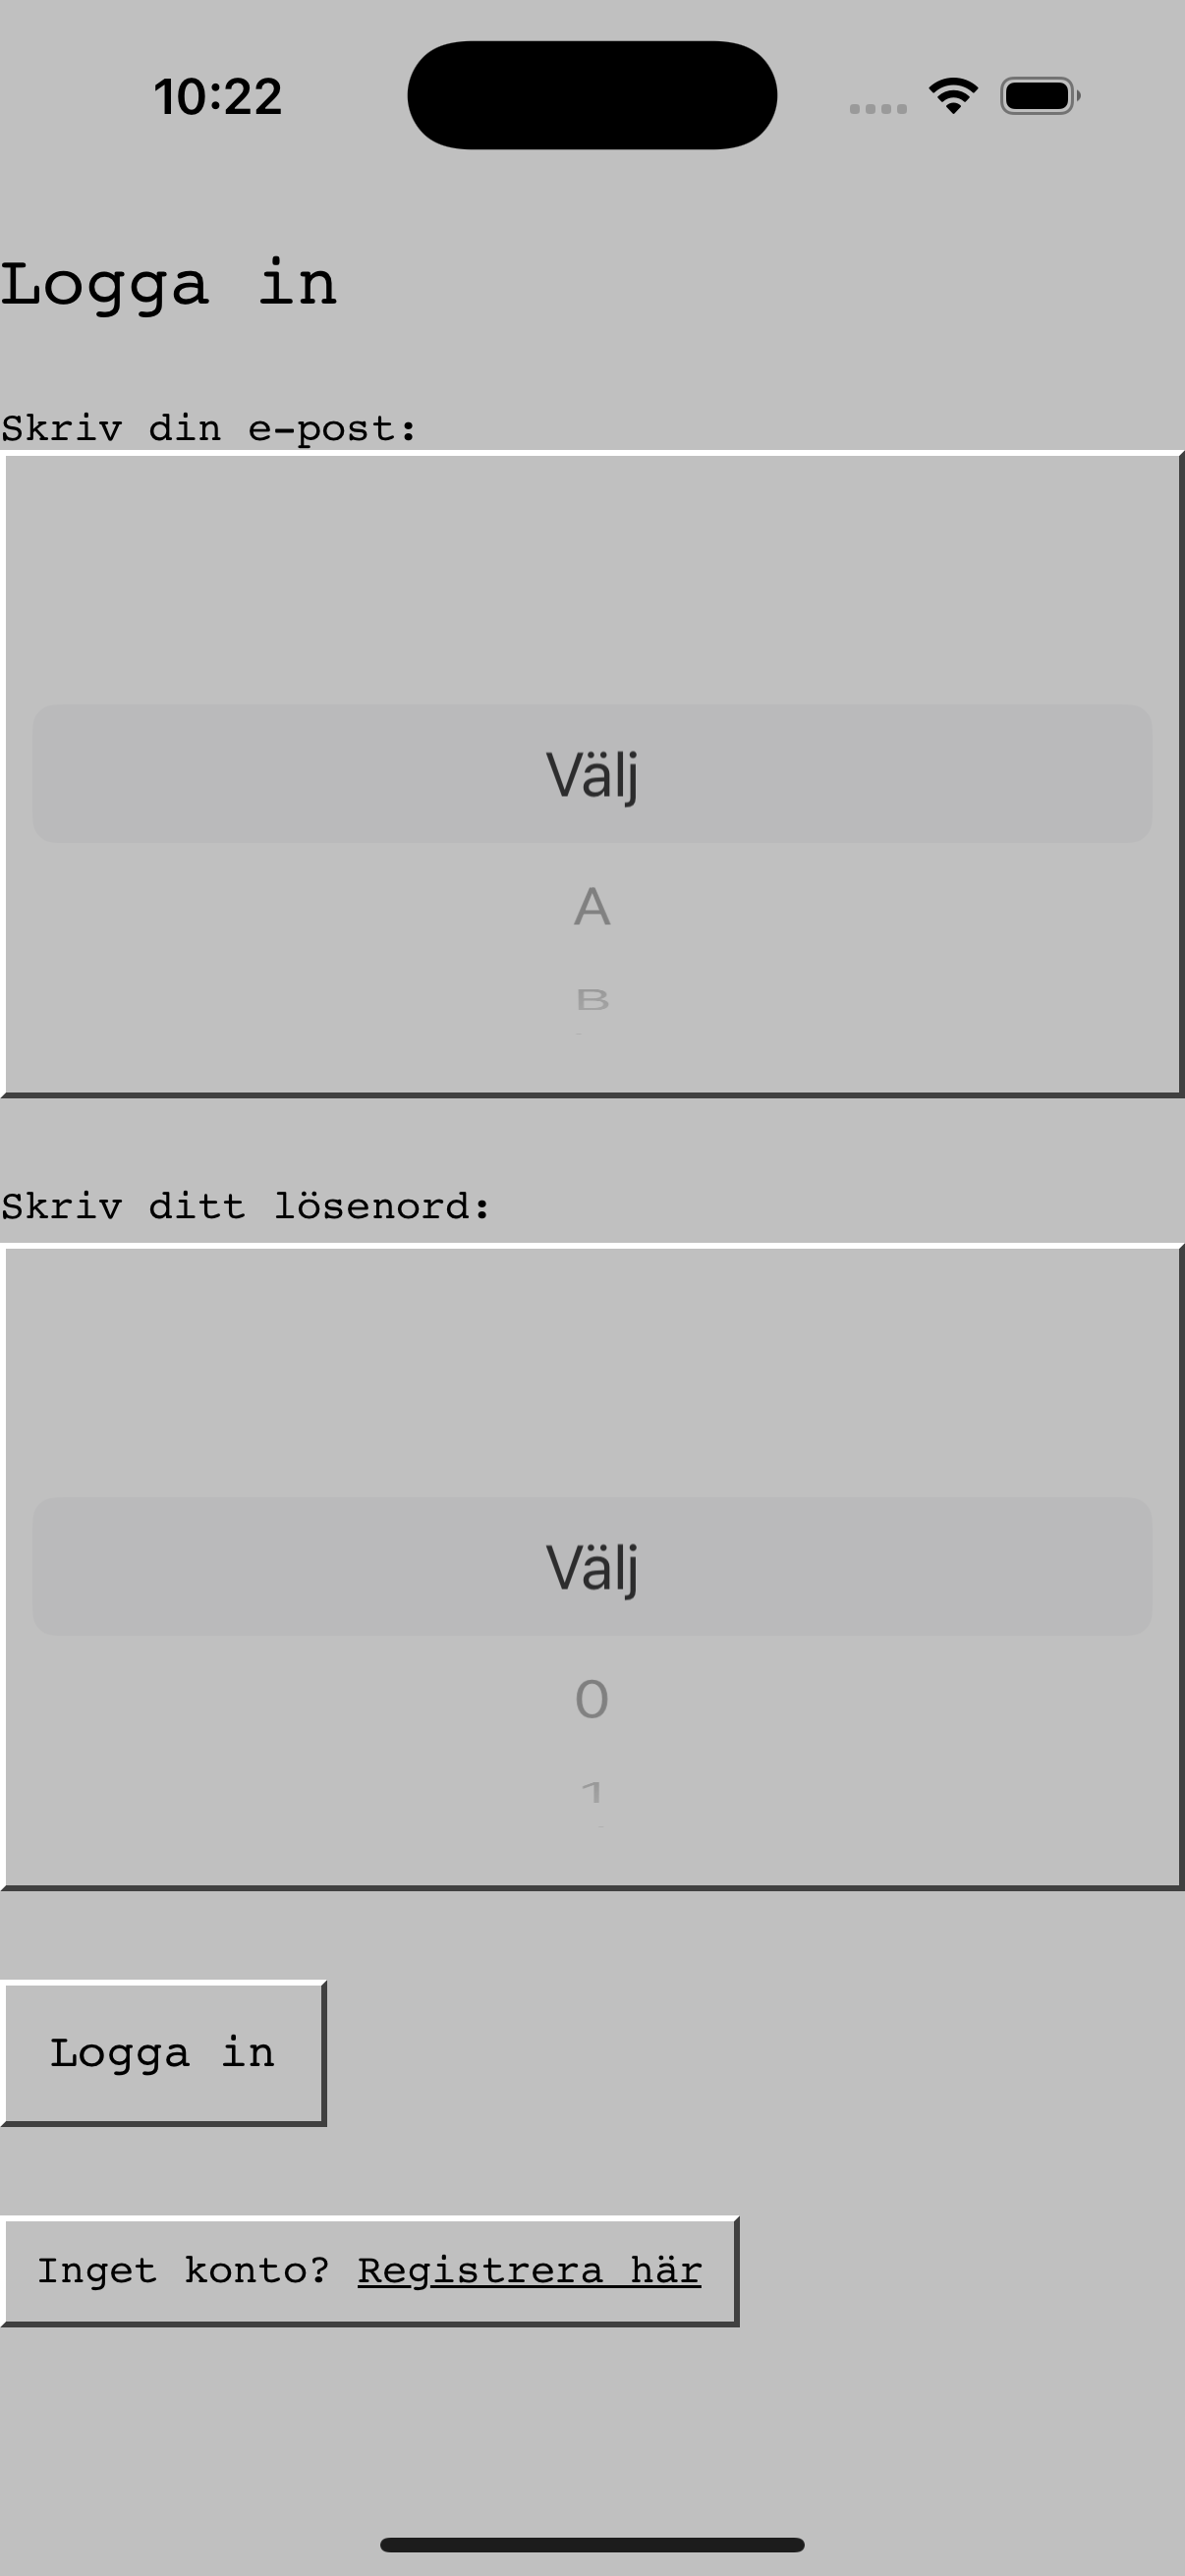 10:22
Logga in
Skriv din e-post:
Välj
A
B
Skriv ditt lösenord:
Välj
0
1
Logga in
Inget konto? Registrera här